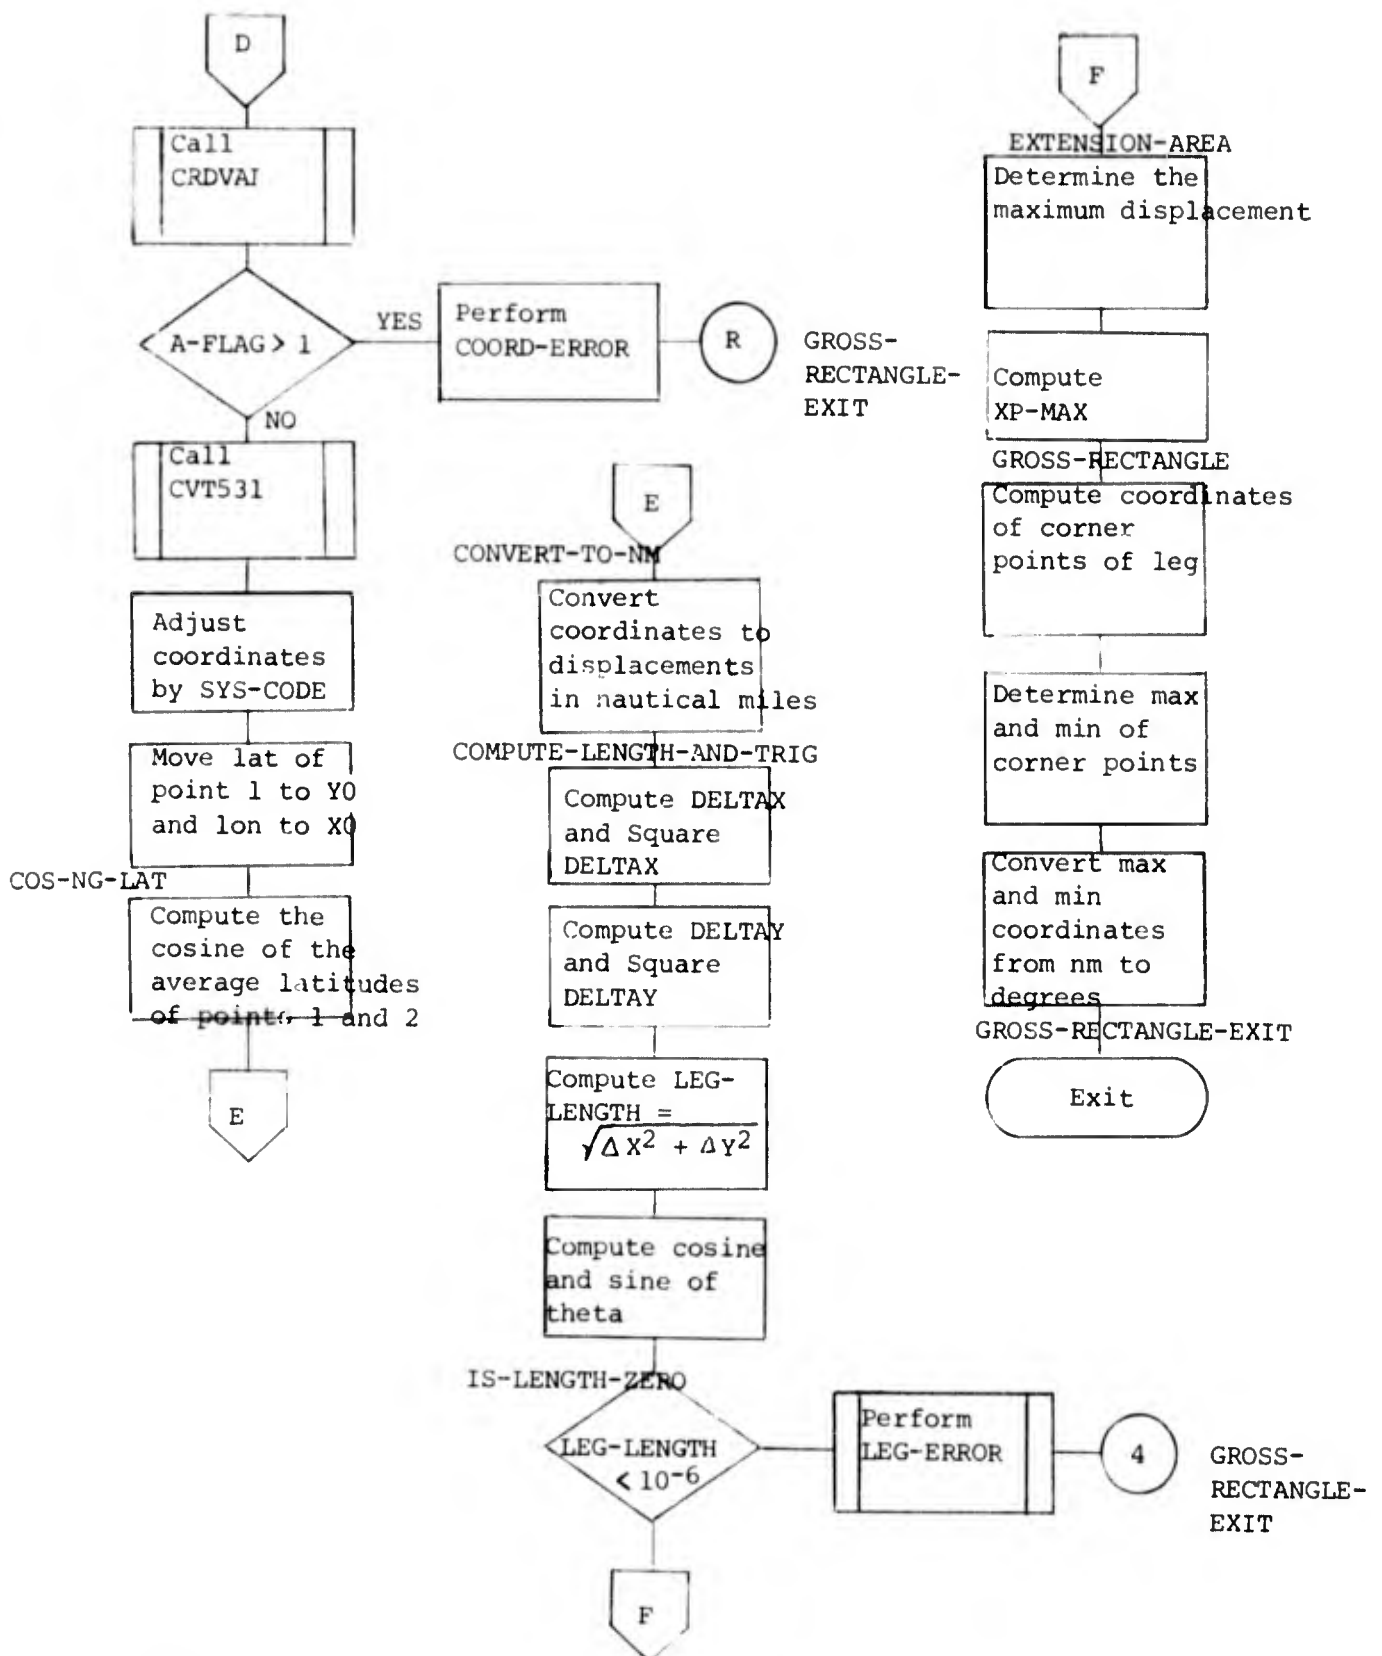 D
Call
CRDVAI
A-FLAG > 1
YES
Perform
COORD-ERROR
R
GROSS-
RECTANGLE-
EXIT
NO
Call
CVT531
Adjust
coordinates
by SYS-CODE
Move lat of
point 1 to Y0
and lon to X0
COS-NG-LAT
Compute the
cosine of the
average latitudes
of points 1 and 2
E
E
CONVERT-TO-NM
Convert
coordinates to
displacements
in nautical miles
COMPUTE-LENGTH-AND-TRIG
Compute DELTAX
and Square
DELTAX
Compute DELTAY
and Square
DELTAY
Compute LEG-
LENGTH =
√ΔX² + ΔY²
Compute cosine
and sine of
theta
IS-LENGTH-ZERO
LEG-LENGTH
< 10⁻⁶
Perform
LEG-ERROR
4
GROSS-
RECTANGLE-
EXIT
F
F
EXTENSION-AREA
Determine the
maximum displacement
Compute
XP-MAX
GROSS-RECTANGLE
Compute coordinates
of corner
points of leg
Determine max
and min of
corner points
Convert max
and min
coordinates
from nm to
degrees
GROSS-RECTANGLE-EXIT
Exit